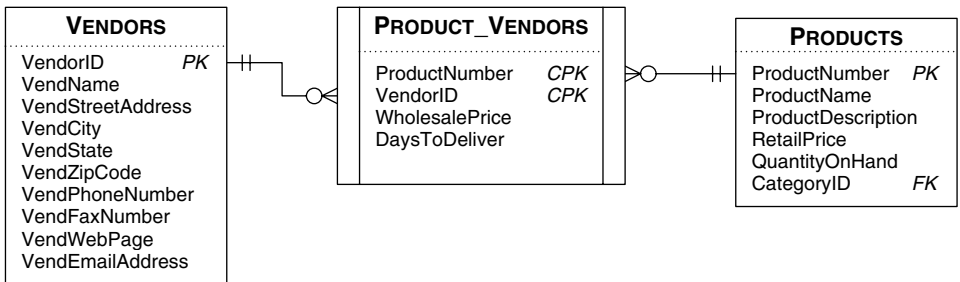 VENDORS
VendorID PK
VendName
VendStreetAddress
VendCity
VendState
VendZipCode
VendPhoneNumber
VendFaxNumber
VendWebPage
VendEmailAddress
PRODUCT_VENDORS
ProductNumber CPK
VendorID CPK
WholesalePrice
DaysToDeliver
PRODUCTS
ProductNumber PK
ProductName
ProductDescription
RetailPrice
QuantityOnHand
CategoryID FK